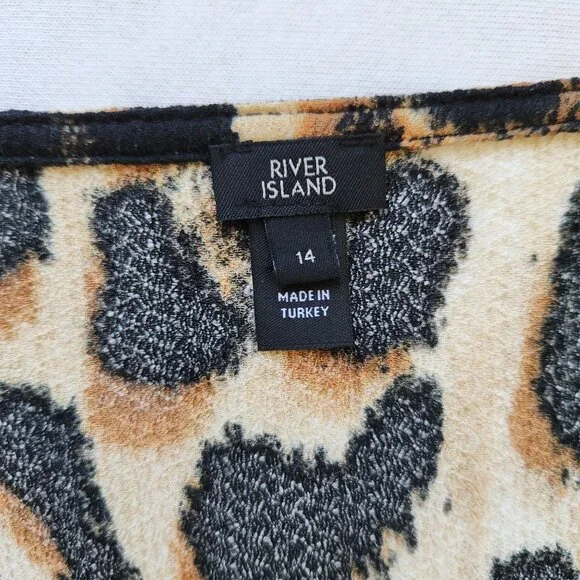 RIVER
ISLAND
14
MADE IN
TURKEY